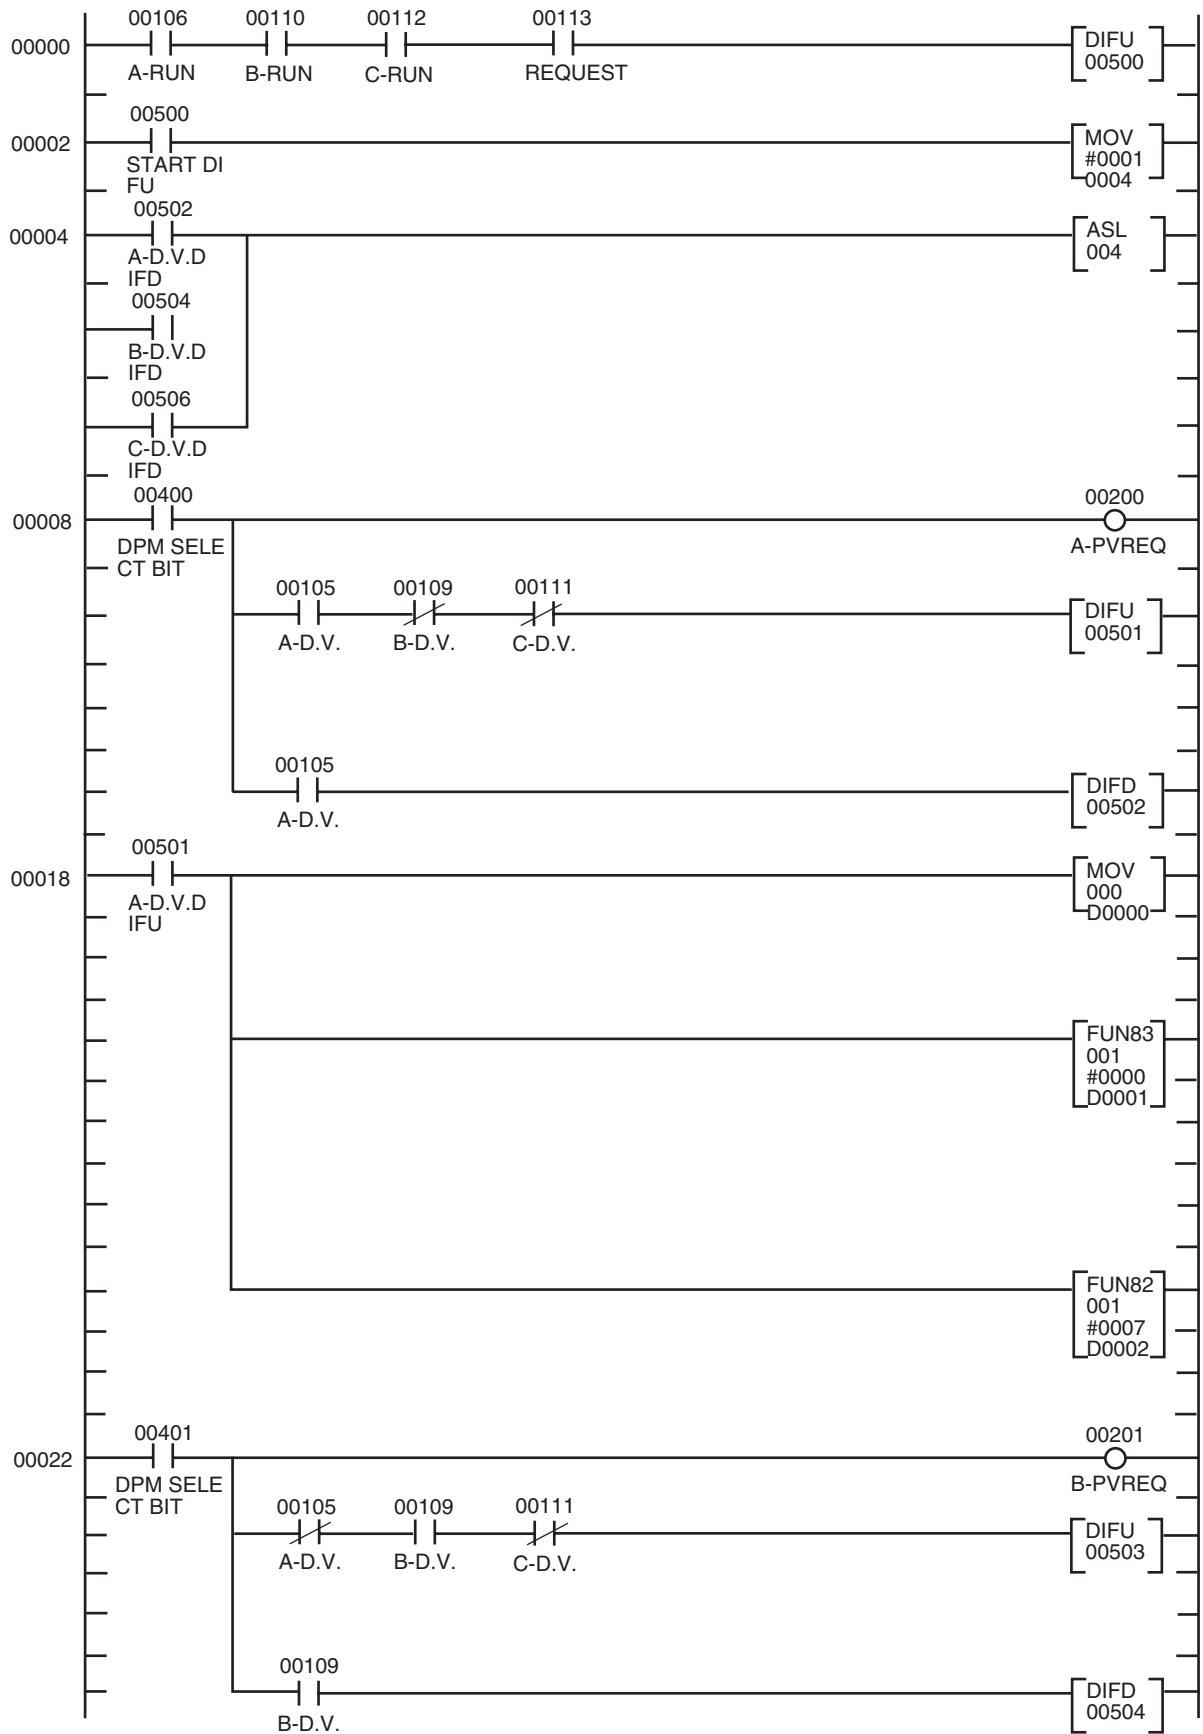 00106 00110 00112 00113
00000
DIFU
00500
A-RUN B-RUN C-RUN REQUEST
00500
00002
MOV
#0001
0004
START DI
FU
00502
00004
ASL
004
A-D.V.D
IFD
00504
B-D.V.D
IFD
00506
C-D.V.D
IFD
00400
00008
00200
A-PVREQ
DPM SELE
CT BIT
00105 00109 00111
DIFU
00501
A-D.V. B-D.V. C-D.V.
00105
DIFD
00502
A-D.V.
00501
00018
MOV
000
D0000
A-D.V.D
IFU
FUN83
001
#0000
D0001
FUN82
001
#0007
D0002
00401
00022
00201
B-PVREQ
DPM SELE
CT BIT
00105 00109 00111
DIFU
00503
A-D.V. B-D.V. C-D.V.
00109
DIFD
00504
B-D.V.